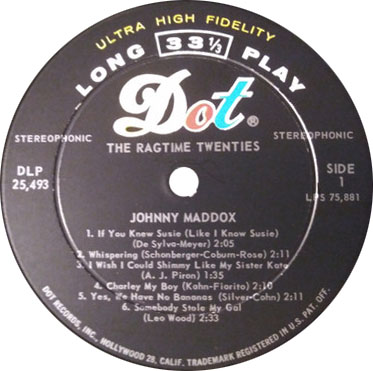 ULTRA HIGH FIDELITY
LONG 33 1/3 PLAY
Dot®
STEREOPHONIC STEREOPHONIC
THE RAGTIME TWENTIES
DLP
25,493
SIDE
1
LPS 75,881
JOHNNY MADDOX
1. If You Knew Susie (Like I Know Susie)
(De Sylva-Meyer) 2:05
2. Whispering (Schonberger-Coburn-Rose) 2:11
3. I Wish I Could Shimmy Like My Sister Kate
(A. J. Piron) 1:35
4. Charley My Boy (Kahn-Fiorito) 2:10
5. Yes, We Have No Bananas (Silver-Cohn) 2:11
6. Somebody Stole My Gal
(Leo Wood) 2:33
DOT RECORDS, INC., HOLLYWOOD 28, CALIF. TRADEMARK REGISTERED IN U.S. PAT. OFF.